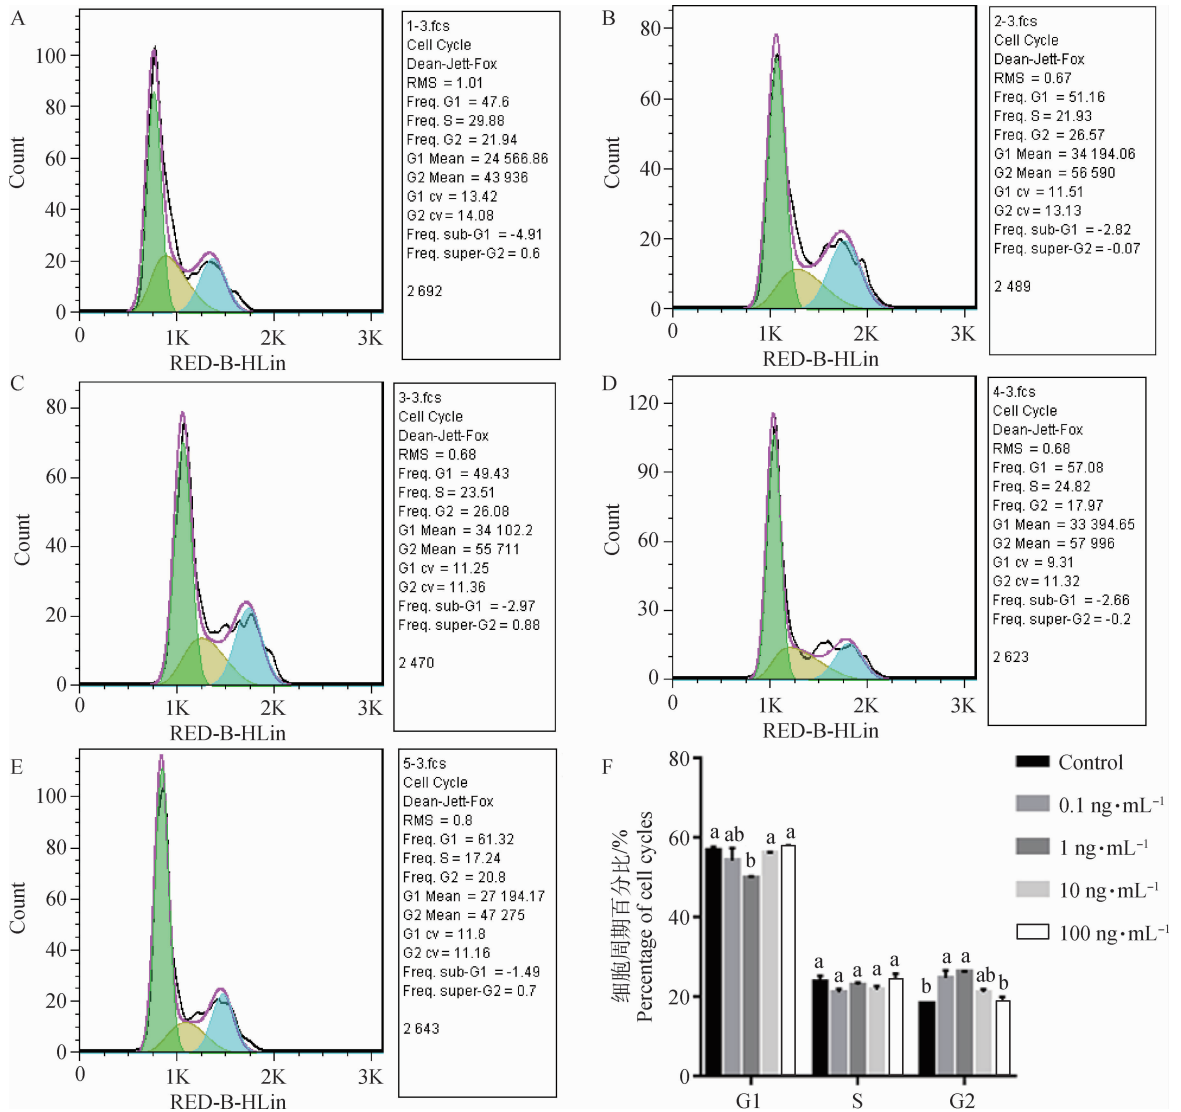 A
Count
100
80
60
40
20
0
0 1K 2K 3K
RED-B-HLin
1-3.fcs
Cell Cycle
Dean-Jett-Fox
RMS = 1.01
Freq. G1 = 47.6
Freq. S = 29.88
Freq. G2 = 21.94
G1 Mean = 24 566.86
G2 Mean = 43 936
G1 cv = 13.42
G2 cv = 14.08
Freq. sub-G1 = -4.91
Freq. super-G2 = 0.6
2 692
B
Count
80
60
40
20
0
0 1K 2K 3K
RED-B-HLin
2-3.fcs
Cell Cycle
Dean-Jett-Fox
RMS = 0.67
Freq. G1 = 51.16
Freq. S = 21.93
Freq. G2 = 26.57
G1 Mean = 34 194.06
G2 Mean = 56 590
G1 cv = 11.51
G2 cv = 13.13
Freq. sub-G1 = -2.82
Freq. super-G2 = -0.07
2 489
C
Count
80
60
40
20
0
0 1K 2K 3K
RED-B-HLin
3-3.fcs
Cell Cycle
Dean-Jett-Fox
RMS = 0.68
Freq. G1 = 49.43
Freq. S = 23.51
Freq. G2 = 26.08
G1 Mean = 34 102.2
G2 Mean = 55 711
G1 cv = 11.25
G2 cv = 11.36
Freq. sub-G1 = -2.97
Freq. super-G2 = 0.88
2 470
D
Count
120
90
60
30
0
0 1K 2K 3K
RED-B-HLin
4-3.fcs
Cell Cycle
Dean-Jett-Fox
RMS = 0.68
Freq. G1 = 57.08
Freq. S = 24.82
Freq. G2 = 17.97
G1 Mean = 33 394.65
G2 Mean = 57 996
G1 cv = 9.31
G2 cv = 11.32
Freq. sub-G1 = -2.66
Freq. super-G2 = -0.2
2 623
E
Count
100
80
60
40
20
0
0 1K 2K 3K
RED-B-HLin
5-3.fcs
Cell Cycle
Dean-Jett-Fox
RMS = 0.8
Freq. G1 = 61.32
Freq. S = 17.24
Freq. G2 = 20.8
G1 Mean = 27 194.17
G2 Mean = 47 275
G1 cv = 11.8
G2 cv = 11.16
Freq. sub-G1 = -1.49
Freq. super-G2 = 0.7
2 643
F
细胞周期百分比/%
Percentage of cell cycles
80
60
40
20
0
a ab b a a
a a a a a
b a a ab b
G1 S G2
Control
0.1 ng·mL⁻¹
1 ng·mL⁻¹
10 ng·mL⁻¹
100 ng·mL⁻¹